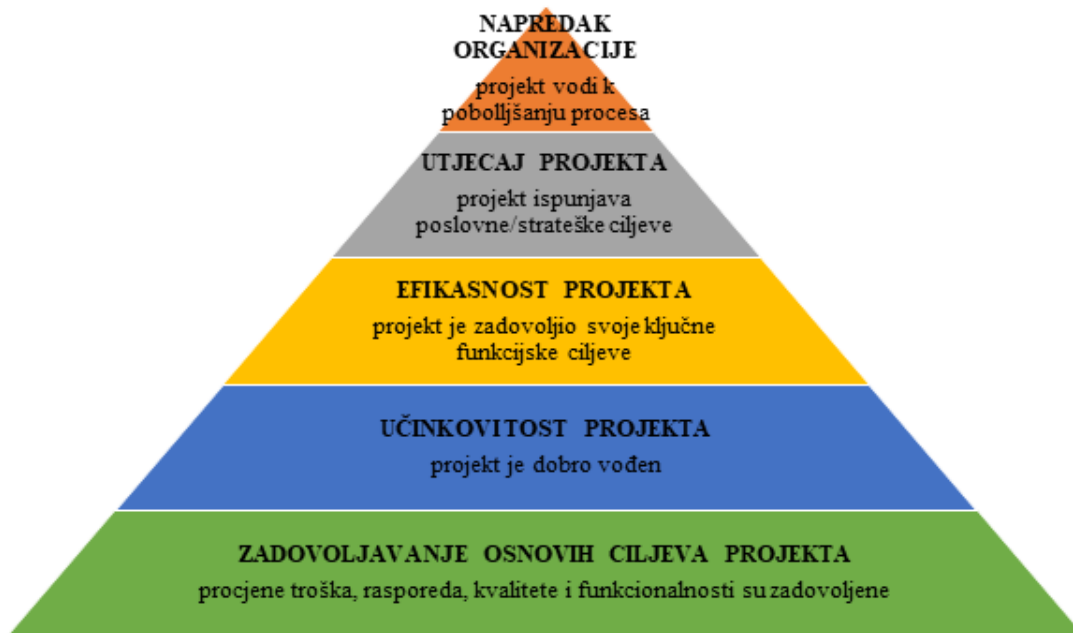 NAPREDAK
ORGANIZACIJE
projekt vodi k
pobolljšanju procesa
UTJECAJ PROJEKTA
projekt ispunjava
poslovne/strateške ciljeve
EFIKASNOST PROJEKTA
projekt je zadovoljio svoje ključne
funkcijske ciljeve
UČINKOVITOST PROJEKTA
projekt je dobro vođen
ZADOVOLJAVANJE OSNOVIH CILJEVA PROJEKTA
procjene troška, rasporeda, kvalitete i funkcionalnosti su zadovoljene